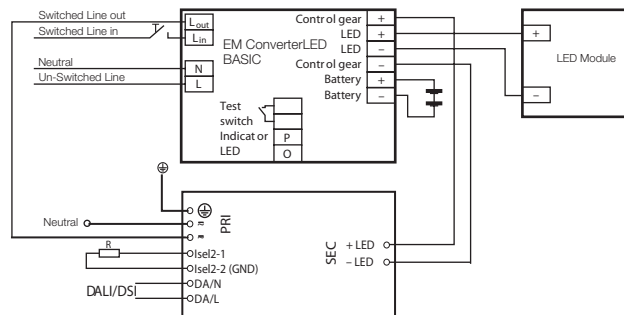 Switched Line out
Switched Line in
Neutral
Un-Switched Line
Lout
Lin
N
L
EM ConverterLED
BASIC
Test
switch
Indicat or
LED
P
O
Control gear +
LED +
LED –
Control gear –
Battery +
Battery –
+
–
LED Module
Neutral
R
PRI
Isel2-1
Isel2-2 (GND)
DA/N
DA/L
DALI/DSI
SEC
+ LED
– LED